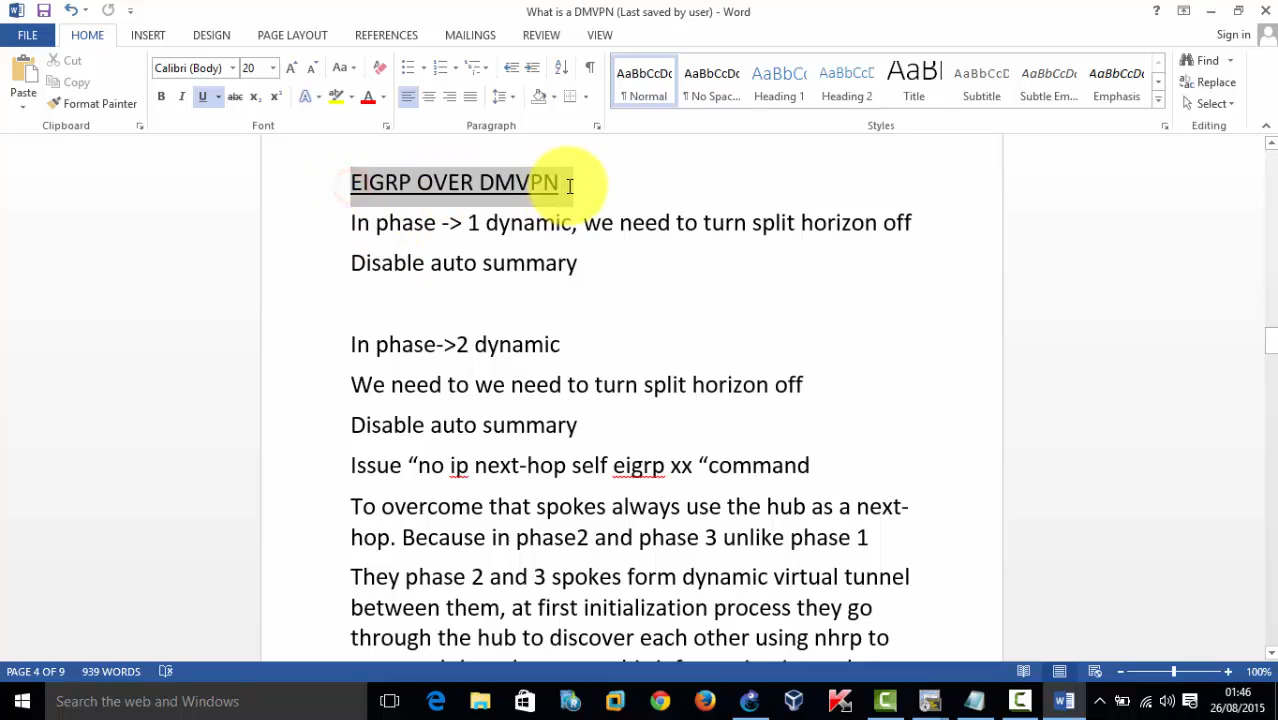 What is a DMVPN (Last saved by user) - Word
FILE HOME INSERT DESIGN PAGE LAYOUT REFERENCES MAILINGS REVIEW VIEW Sign in
Paste Cut Copy Format Painter
Calibri (Body) 20
AaBbCcDc AaBbCcDc AaBbCc AaBbCcC AaBl AaBbCcD AaBbCcDc AaBbCcDc
¶ Normal ¶ No Spac... Heading 1 Heading 2 Title Subtitle Subtle Em... Emphasis
Find Replace Select
Clipboard Font Paragraph Styles Editing
EIGRP OVER DMVPN
In phase -> 1 dynamic, we need to turn split horizon off
Disable auto summary
In phase->2 dynamic
We need to we need to turn split horizon off
Disable auto summary
Issue “no ip next-hop self eigrp xx “command
To overcome that spokes always use the hub as a next-
hop. Because in phase2 and phase 3 unlike phase 1
They phase 2 and 3 spokes form dynamic virtual tunnel
between them, at first initialization process they go
through the hub to discover each other using nhrp to
PAGE 4 OF 9 939 WORDS 100%
Search the web and Windows
01:46
26/08/2015